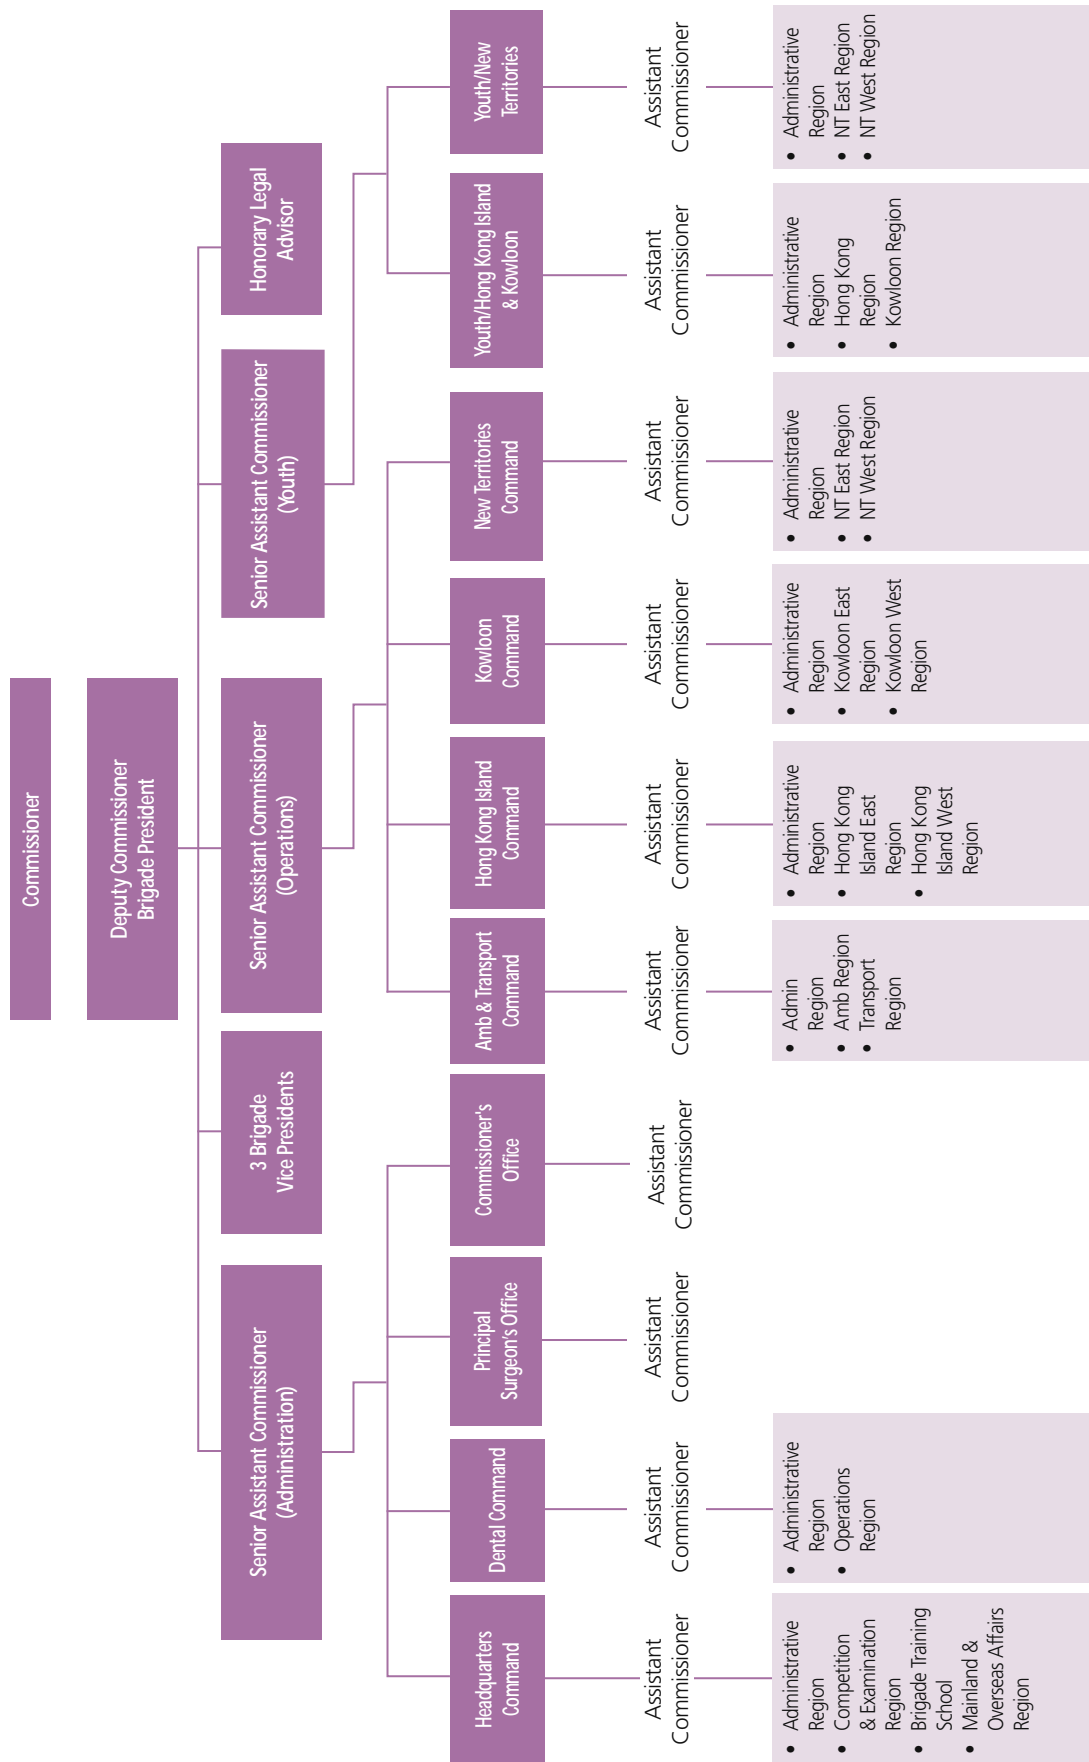 Commissioner
Deputy Commissioner
Brigade President
Senior Assistant Commissioner
(Administration)
3 Brigade
Vice Presidents
Senior Assistant Commissioner
(Operations)
Senior Assistant Commissioner
(Youth)
Honorary Legal
Advisor
Headquarters
Command
Dental Command
Principal
Surgeon's Office
Commissioner's
Office
Amb & Transport
Command
Hong Kong Island
Command
Kowloon
Command
New Territories
Command
Youth/Hong Kong Island
& Kowloon
Youth/New
Territories
Assistant
Commissioner
Assistant
Commissioner
Assistant
Commissioner
Assistant
Commissioner
Assistant
Commissioner
Assistant
Commissioner
Assistant
Commissioner
Assistant
Commissioner
Assistant
Commissioner
Assistant
Commissioner
• Administrative
Region
• Competition
& Examination
Region
• Brigade Training
School
• Mainland &
Overseas Affairs
Region
• Administrative
Region
• Operations
Region
• Admin
Region
• Amb Region
• Transport
Region
• Administrative
Region
• Hong Kong
Island East
Region
• Hong Kong
Island West
Region
• Administrative
Region
• Kowloon East
Region
• Kowloon West
Region
• Administrative
Region
• NT East Region
• NT West Region
• Administrative
Region
• Hong Kong
Region
• Kowloon Region
• Administrative
Region
• NT East Region
• NT West Region